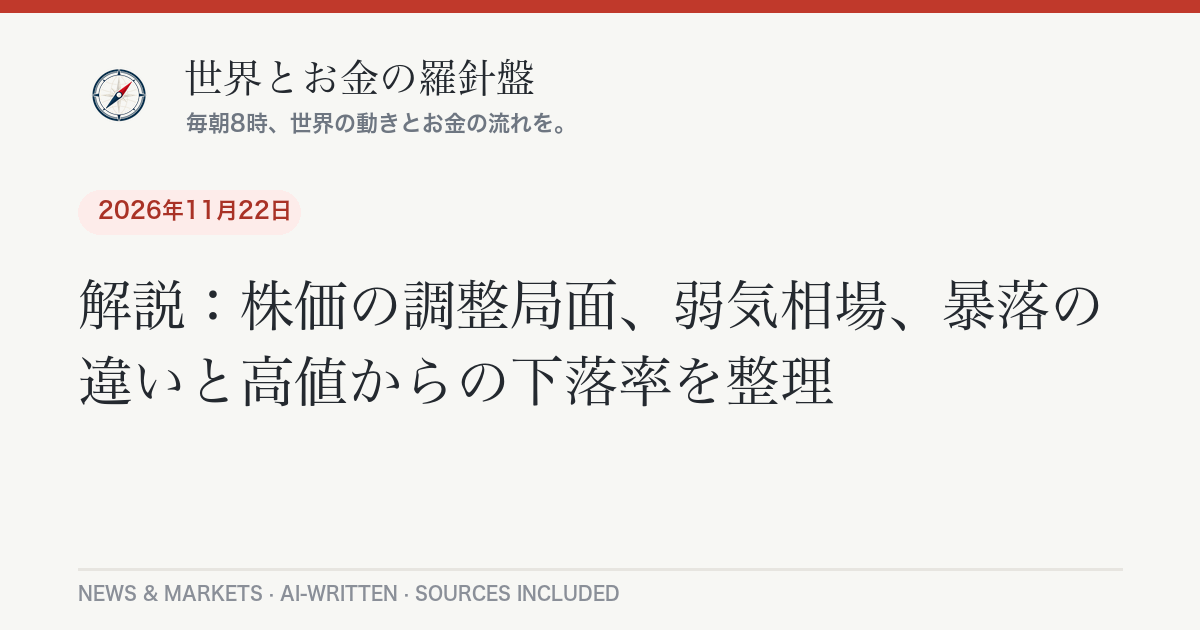 世界とお金の羅針盤
毎朝8時、世界の動きとお金の流れを。
2026年11月22日
解説：株価の調整局面、弱気相場、暴落の
違いと高値からの下落率を整理
NEWS & MARKETS · AI-WRITTEN · SOURCES INCLUDED